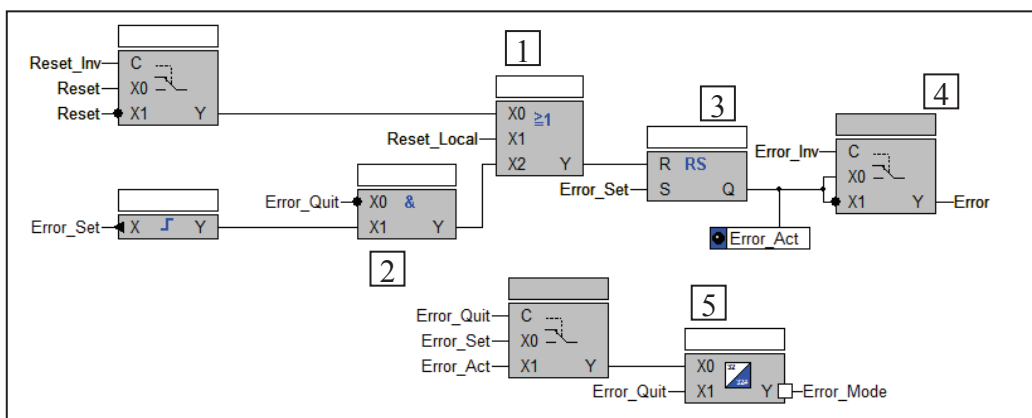 1
Reset_Inv C
Reset X0
Reset X1 Y
X0 ≥1
Reset_Local X1
X2 Y
3
4
R RS
Error_Set S Q
Error_Inv C
X0
X1 Y Error
Error_Quit X0 &
Error_Set X Y
X1 Y
Error_Act
2
5
Error_Quit C
Error_Set X0
Error_Act X1 Y
X0
Error_Quit X1 Y Error_Mode